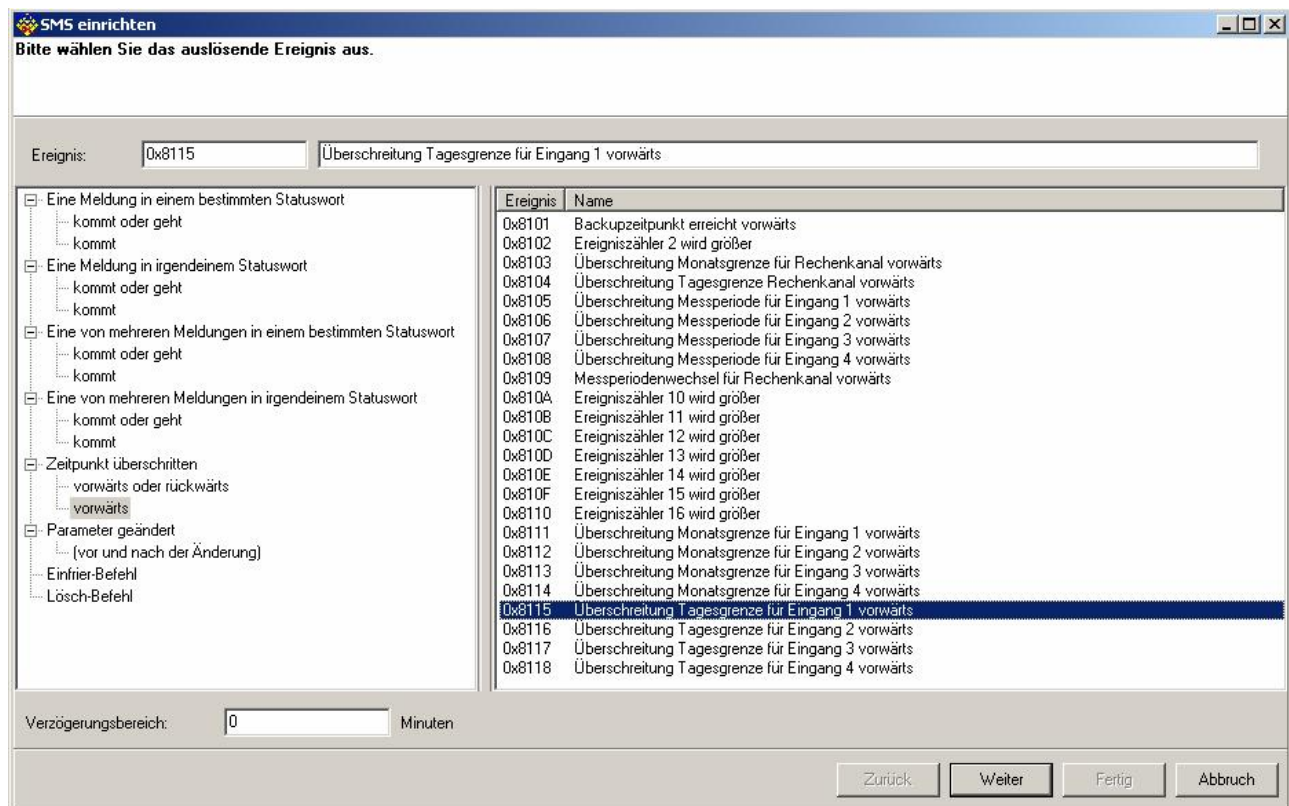 SMS einrichten
Bitte wählen Sie das auslösende Ereignis aus.
Ereignis: 0x8115 Überschreitung Tagesgrenze für Eingang 1 vorwärts
Eine Meldung in einem bestimmten Statuswort
kommt oder geht
kommt
Eine Meldung in irgendeinem Statuswort
kommt oder geht
kommt
Eine von mehreren Meldungen in einem bestimmten Statuswort
kommt oder geht
kommt
Eine von mehreren Meldungen in irgendeinem Statuswort
kommt oder geht
kommt
Zeitpunkt überschritten
vorwärts oder rückwärts
vorwärts
Parameter geändert
(vor und nach der Änderung)
Einfrier-Befehl
Lösch-Befehl
Ereignis Name
0x8101 Backupzeitpunkt erreicht vorwärts
0x8102 Ereigniszähler 2 wird größer
0x8103 Überschreitung Monatsgrenze für Rechenkanal vorwärts
0x8104 Überschreitung Tagesgrenze Rechenkanal vorwärts
0x8105 Überschreitung Messperiode für Eingang 1 vorwärts
0x8106 Überschreitung Messperiode für Eingang 2 vorwärts
0x8107 Überschreitung Messperiode für Eingang 3 vorwärts
0x8108 Überschreitung Messperiode für Eingang 4 vorwärts
0x8109 Messperiodenwechsel für Rechenkanal vorwärts
0x810A Ereigniszähler 10 wird größer
0x810B Ereigniszähler 11 wird größer
0x810C Ereigniszähler 12 wird größer
0x810D Ereigniszähler 13 wird größer
0x810E Ereigniszähler 14 wird größer
0x810F Ereigniszähler 15 wird größer
0x8110 Ereigniszähler 16 wird größer
0x8111 Überschreitung Monatsgrenze für Eingang 1 vorwärts
0x8112 Überschreitung Monatsgrenze für Eingang 2 vorwärts
0x8113 Überschreitung Monatsgrenze für Eingang 3 vorwärts
0x8114 Überschreitung Monatsgrenze für Eingang 4 vorwärts
0x8115 Überschreitung Tagesgrenze für Eingang 1 vorwärts
0x8116 Überschreitung Tagesgrenze für Eingang 2 vorwärts
0x8117 Überschreitung Tagesgrenze für Eingang 3 vorwärts
0x8118 Überschreitung Tagesgrenze für Eingang 4 vorwärts
Verzögerungsbereich: 0 Minuten
Zurück Weiter Fertig Abbruch